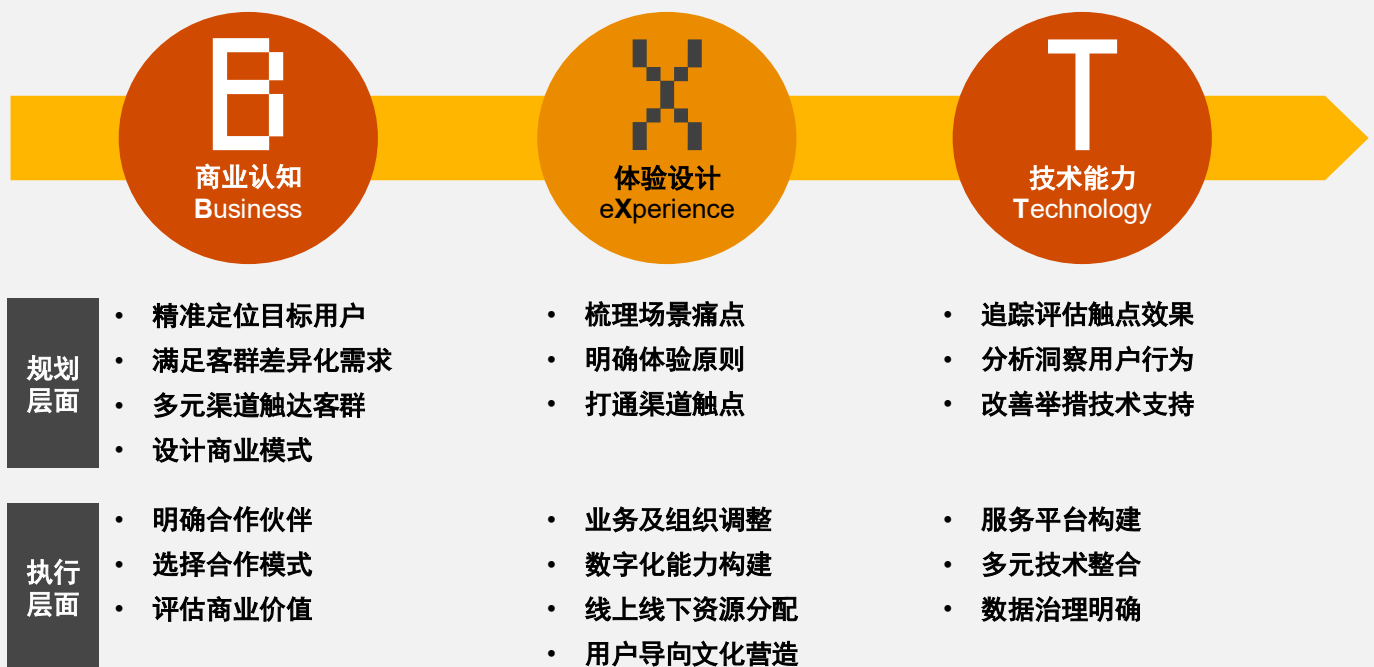 B
商业认知
Business
X
体验设计
eXperience
T
技术能力
Technology
规划
层面
• 精准定位目标用户
• 满足客群差异化需求
• 多元渠道触达客群
• 设计商业模式
• 梳理场景痛点
• 明确体验原则
• 打通渠道触点
• 追踪评估触点效果
• 分析洞察用户行为
• 改善举措技术支持
执行
层面
• 明确合作伙伴
• 选择合作模式
• 评估商业价值
• 业务及组织调整
• 数字化能力构建
• 线上线下资源分配
• 用户导向文化营造
• 服务平台构建
• 多元技术整合
• 数据治理明确